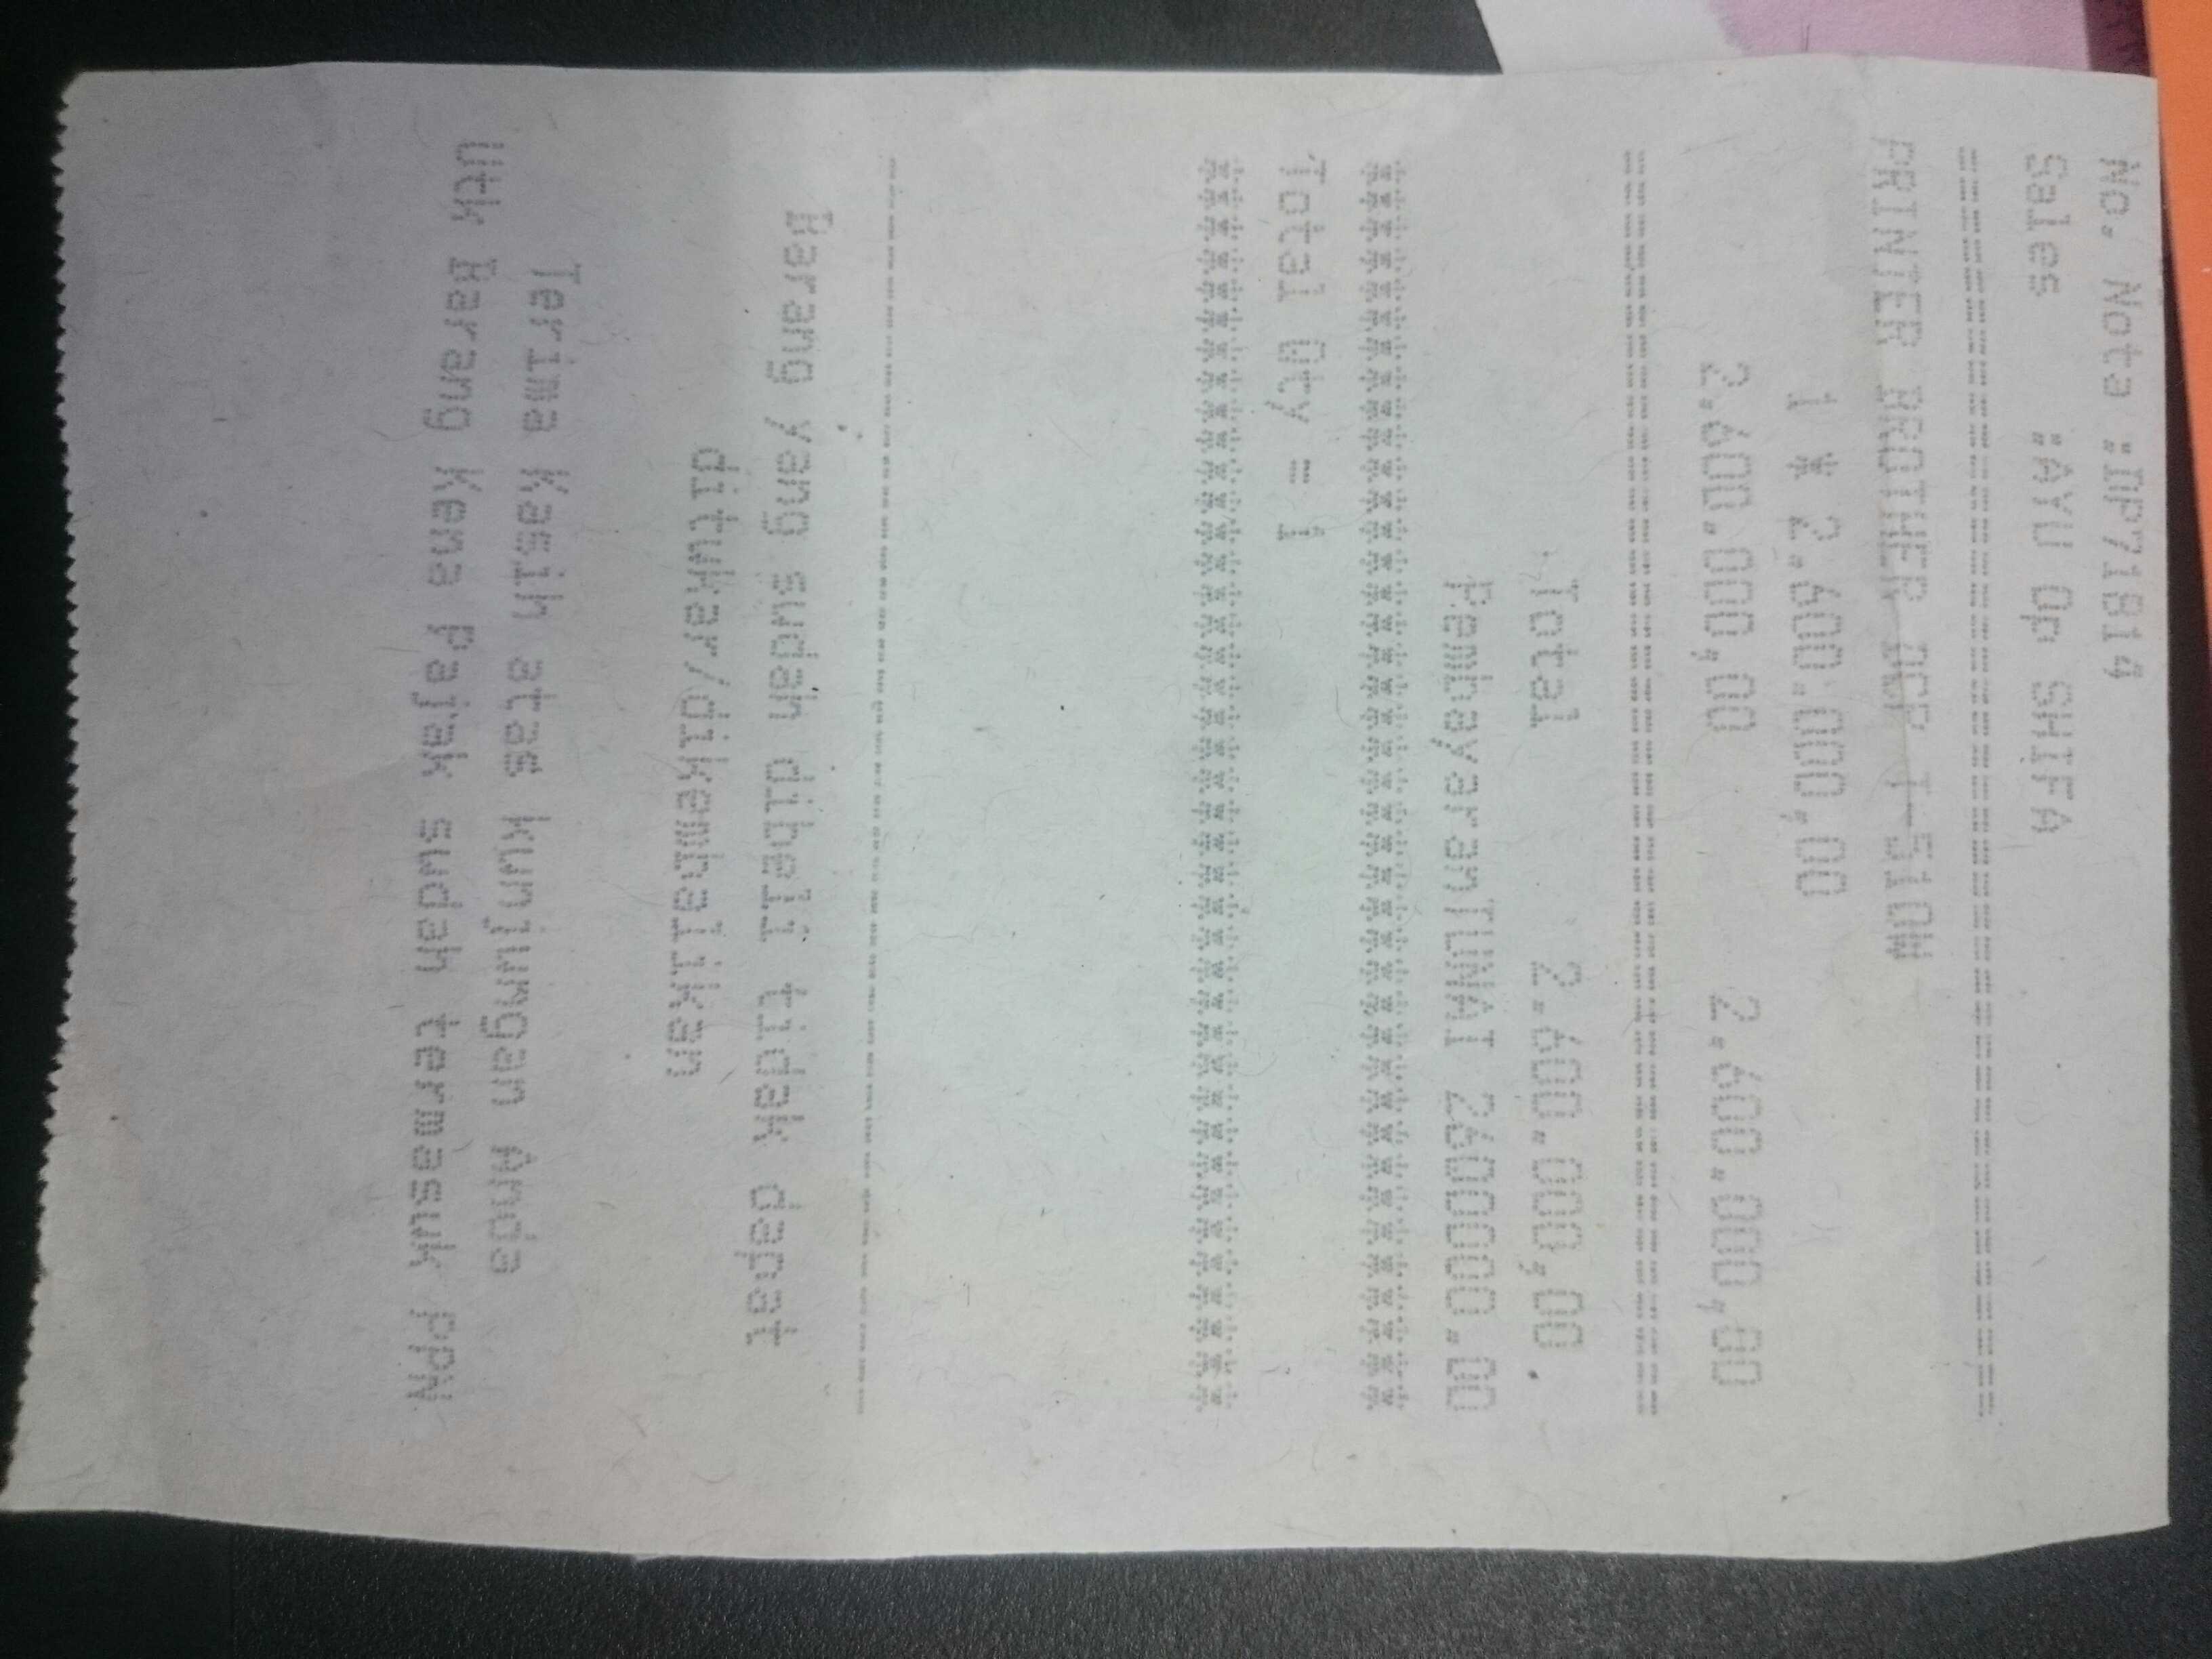 No. Nota :DP71814
Sales :AYU Op SHIFA
========================================
PRINTER BROTHER DCP T-510W
1 * 2.600.000,00
2.600.000,00 2.600.000,00
========================================
Total 2.600.000,00
PembayaranTUNAI 2600000.00
****************************************
Total Qty = 1
****************************************
----------------------------------------
Barang yang sudah dibeli tidak dapat
ditukar/dikembalikan
Terima Kasih atas kunjungan Anda
Utk Barang Kena Pajak sudah termasuk PPN